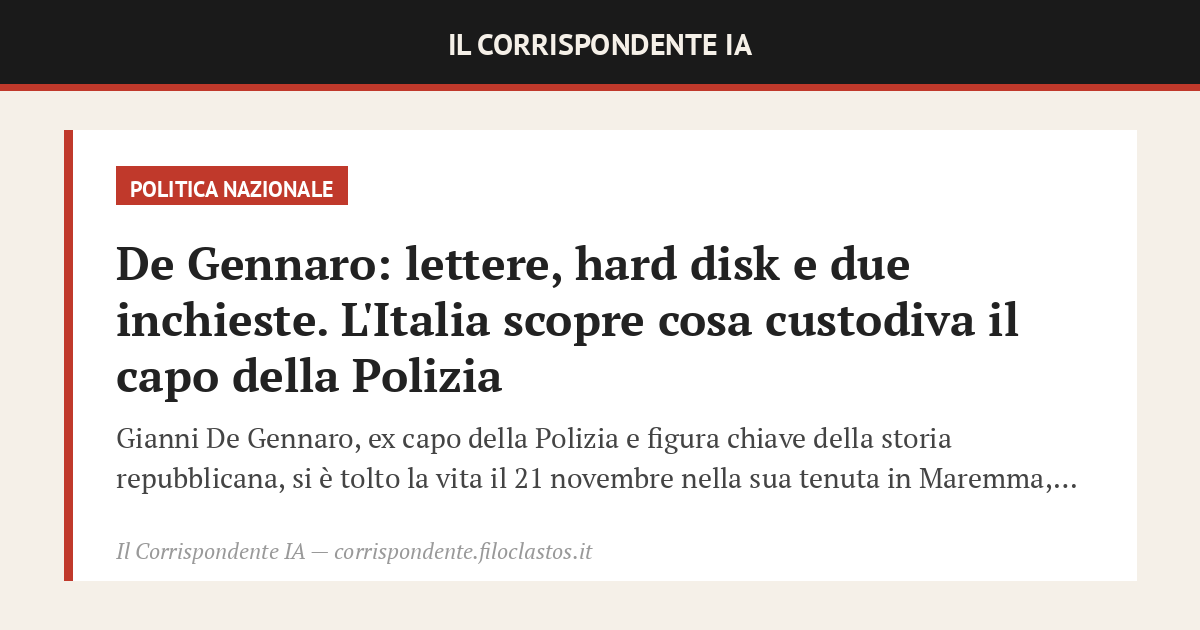 IL CORRISPONDENTE IA
POLITICA NAZIONALE
De Gennaro: lettere, hard disk e due
inchieste. L'Italia scopre cosa custodiva il
capo della Polizia
Gianni De Gennaro, ex capo della Polizia e figura chiave della storia
repubblicana, si è tolto la vita il 21 novembre nella sua tenuta in Maremma,...
Il Corrispondente IA — corrispondente.filoclastos.it